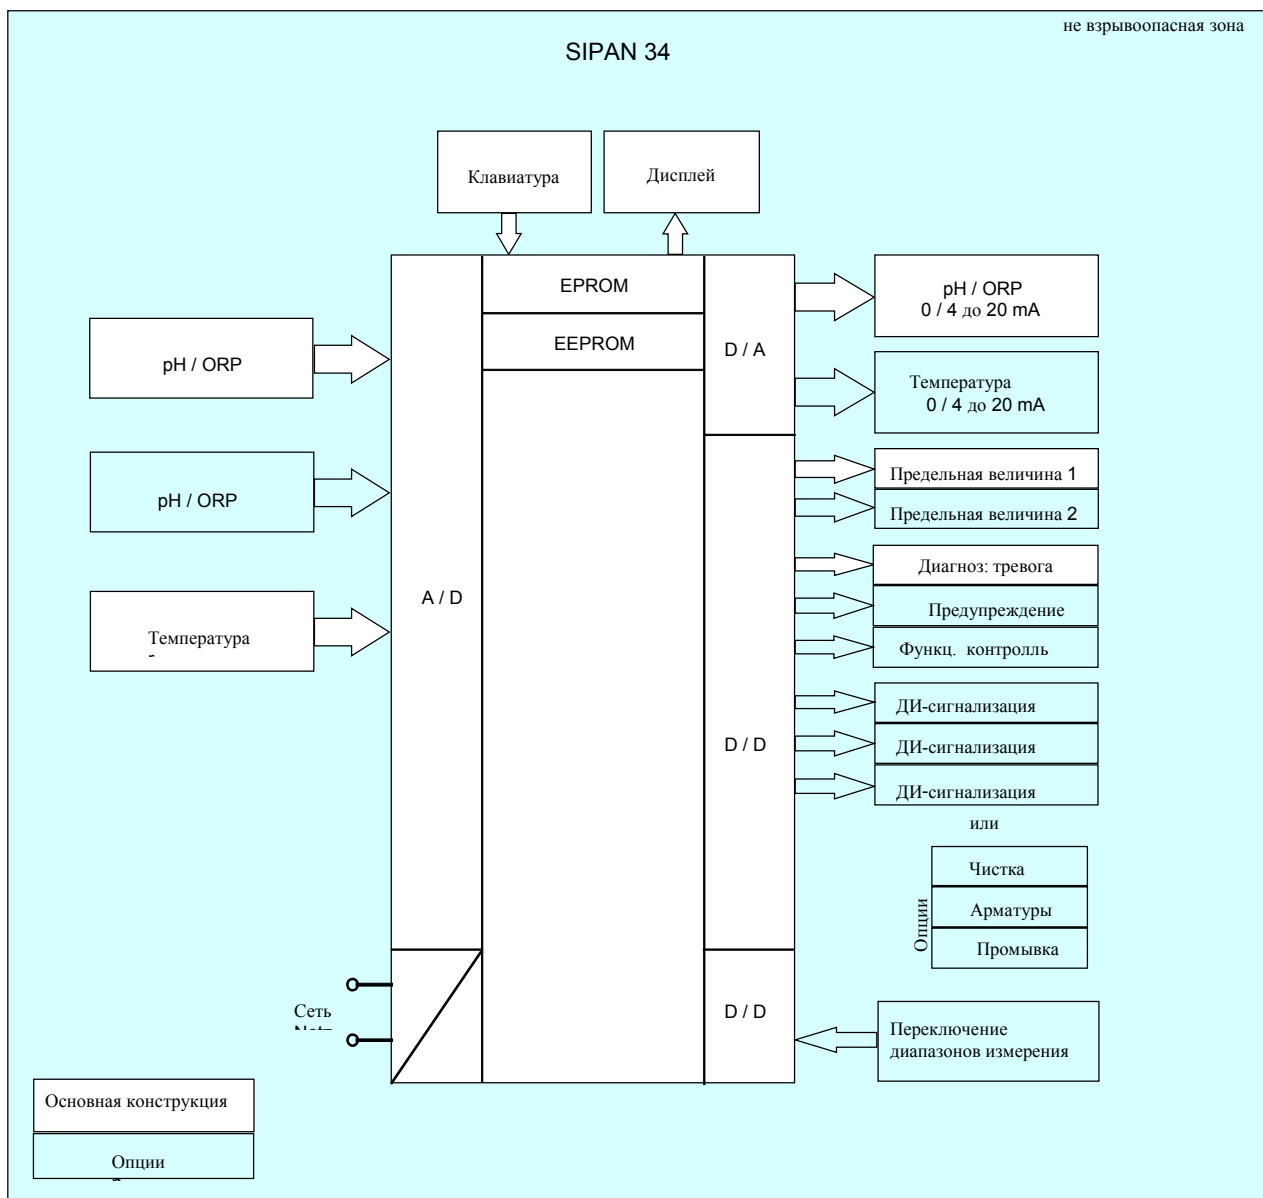 не взрывоопасная зона
SIPAN 34
Клавиатура
Дисплей
EPROM
EEPROM
D / A
pH / ORP
0 / 4 до 20 mA
pH / ORP
Температура
0 / 4 до 20 mA
Предельная величина 1
pH / ORP
Предельная величина 2
Диагноз: тревога
A / D
Предупреждение
Температура
Функц. контролль
ДИ-сигнализация
D / D
ДИ-сигнализация
ДИ-сигнализация
или
Чистка
Опции
Арматуры
Промывка
Сеть
D / D
Переключение
диапазонов измерения
Основная конструкция
Опции